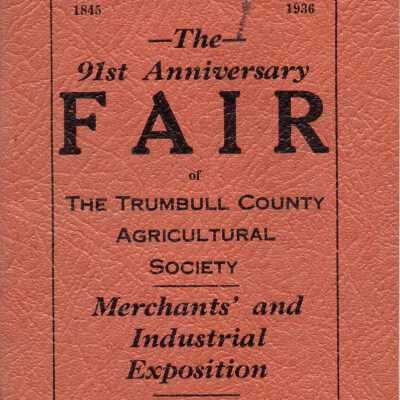 1845 1936
—The—
91st Anniversary
FAIR
of
THE TRUMBULL COUNTY
AGRICULTURAL
SOCIETY
Merchants' and
Industrial
Exposition